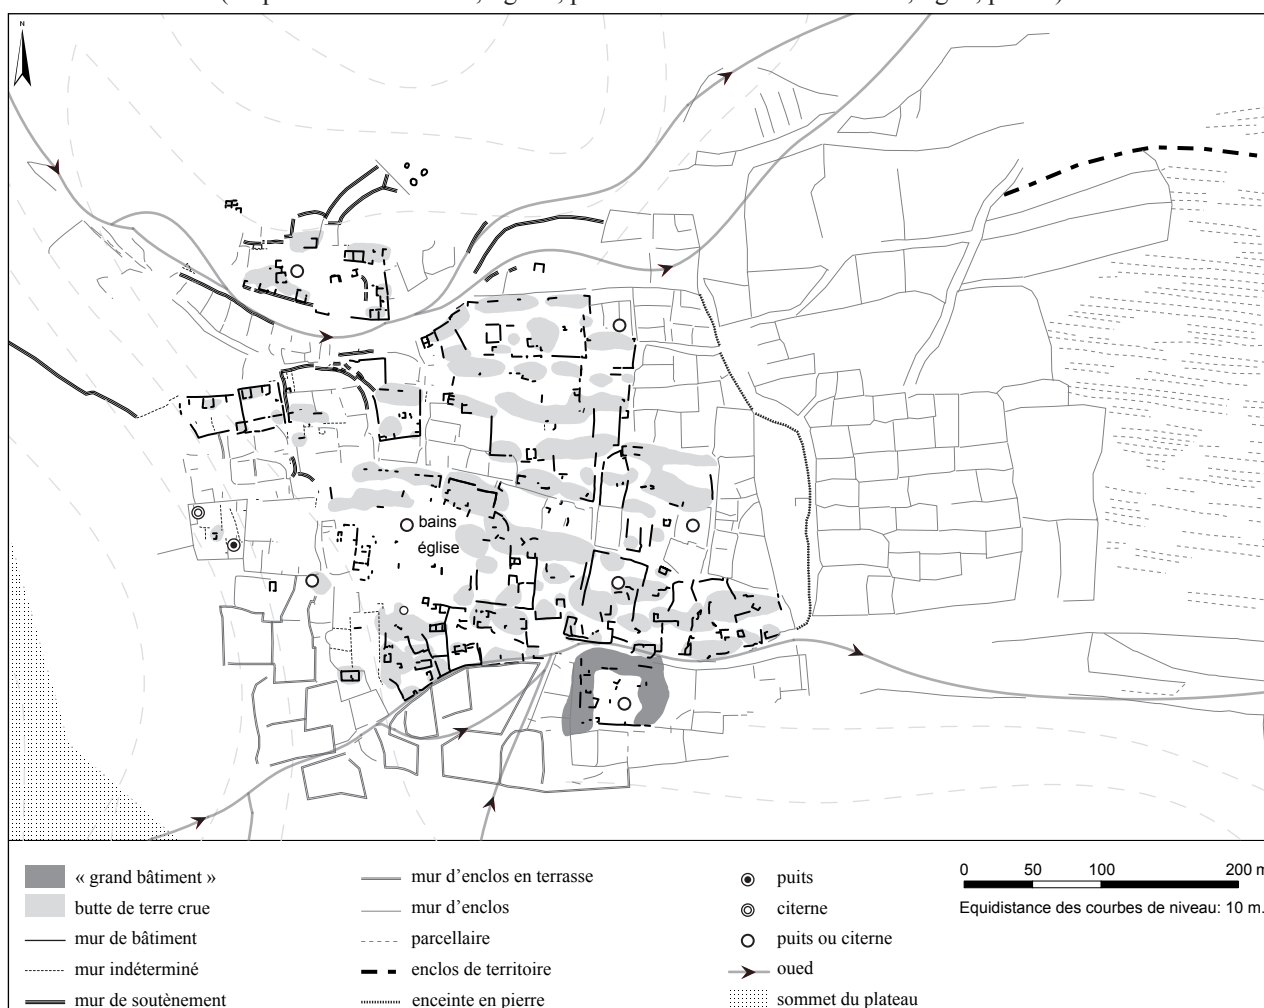 N
bains
église
« grand bâtiment »
butte de terre crue
mur de bâtiment
mur indéterminé
mur de soutènement
mur d'enclos en terrasse
mur d'enclos
parcellaire
enclos de territoire
enceinte en pierre
puits
citerne
puits ou citerne
oued
sommet du plateau
0 50 100 200 m
Equidistance des courbes de niveau: 10 m.